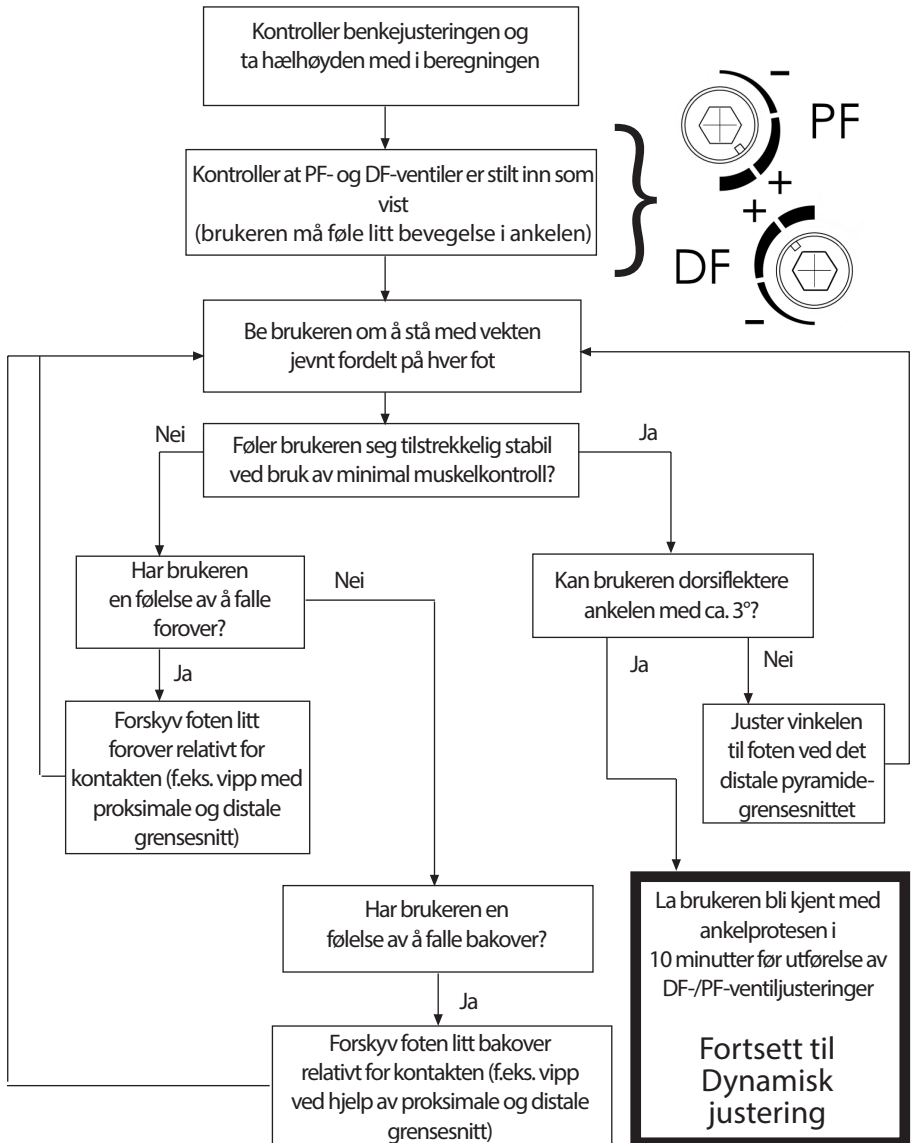 Kontroller benkejusteringen og
ta hælhøyden med i beregningen
-
PF
+
Kontroller at PF- og DF-ventiler er stilt inn som
vist
(brukeren må føle litt bevegelse i ankelen)
+
DF
-
Be brukeren om å stå med vekten
jevnt fordelt på hver fot
Nei
Føler brukeren seg tilstrekkelig stabil
ved bruk av minimal muskelkontroll?
Ja
Har brukeren
en følelse av å falle
forover?
Nei
Kan brukeren dorsiflektere
ankelen med ca. 3°?
Ja
Ja
Nei
Forskyv foten litt
forover relativt for
kontakten (f.eks. vipp med
proksimale og distale
grensesnitt)
Juster vinkelen
til foten ved det
distale pyramide-
grensesnittet
Har brukeren en
følelse av å falle bakover?
Ja
La brukeren bli kjent med
ankelprotesen i
10 minutter før utførelse av
DF-/PF-ventiljusteringer
Fortsett til
Dynamisk
justering
Forskyv foten litt bakover
relativt for kontakten (f.eks. vipp
ved hjelp av proksimale og distale
grensesnitt)